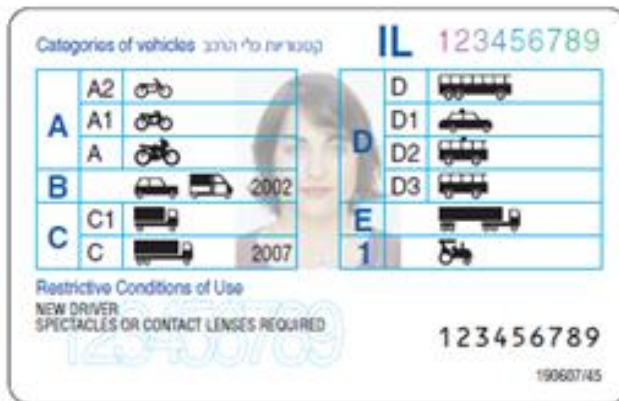 Categories of vehicles קטגוריות כלי הרכב IL 123456789
A A2
A1
A
B 2002
C C1
C 2007
D D
D1
D2
D3
E
1
Restrictive Conditions of Use
NEW DRIVER
SPECTACLES OR CONTACT LENSES REQUIRED
123456789
123456789
190607/45